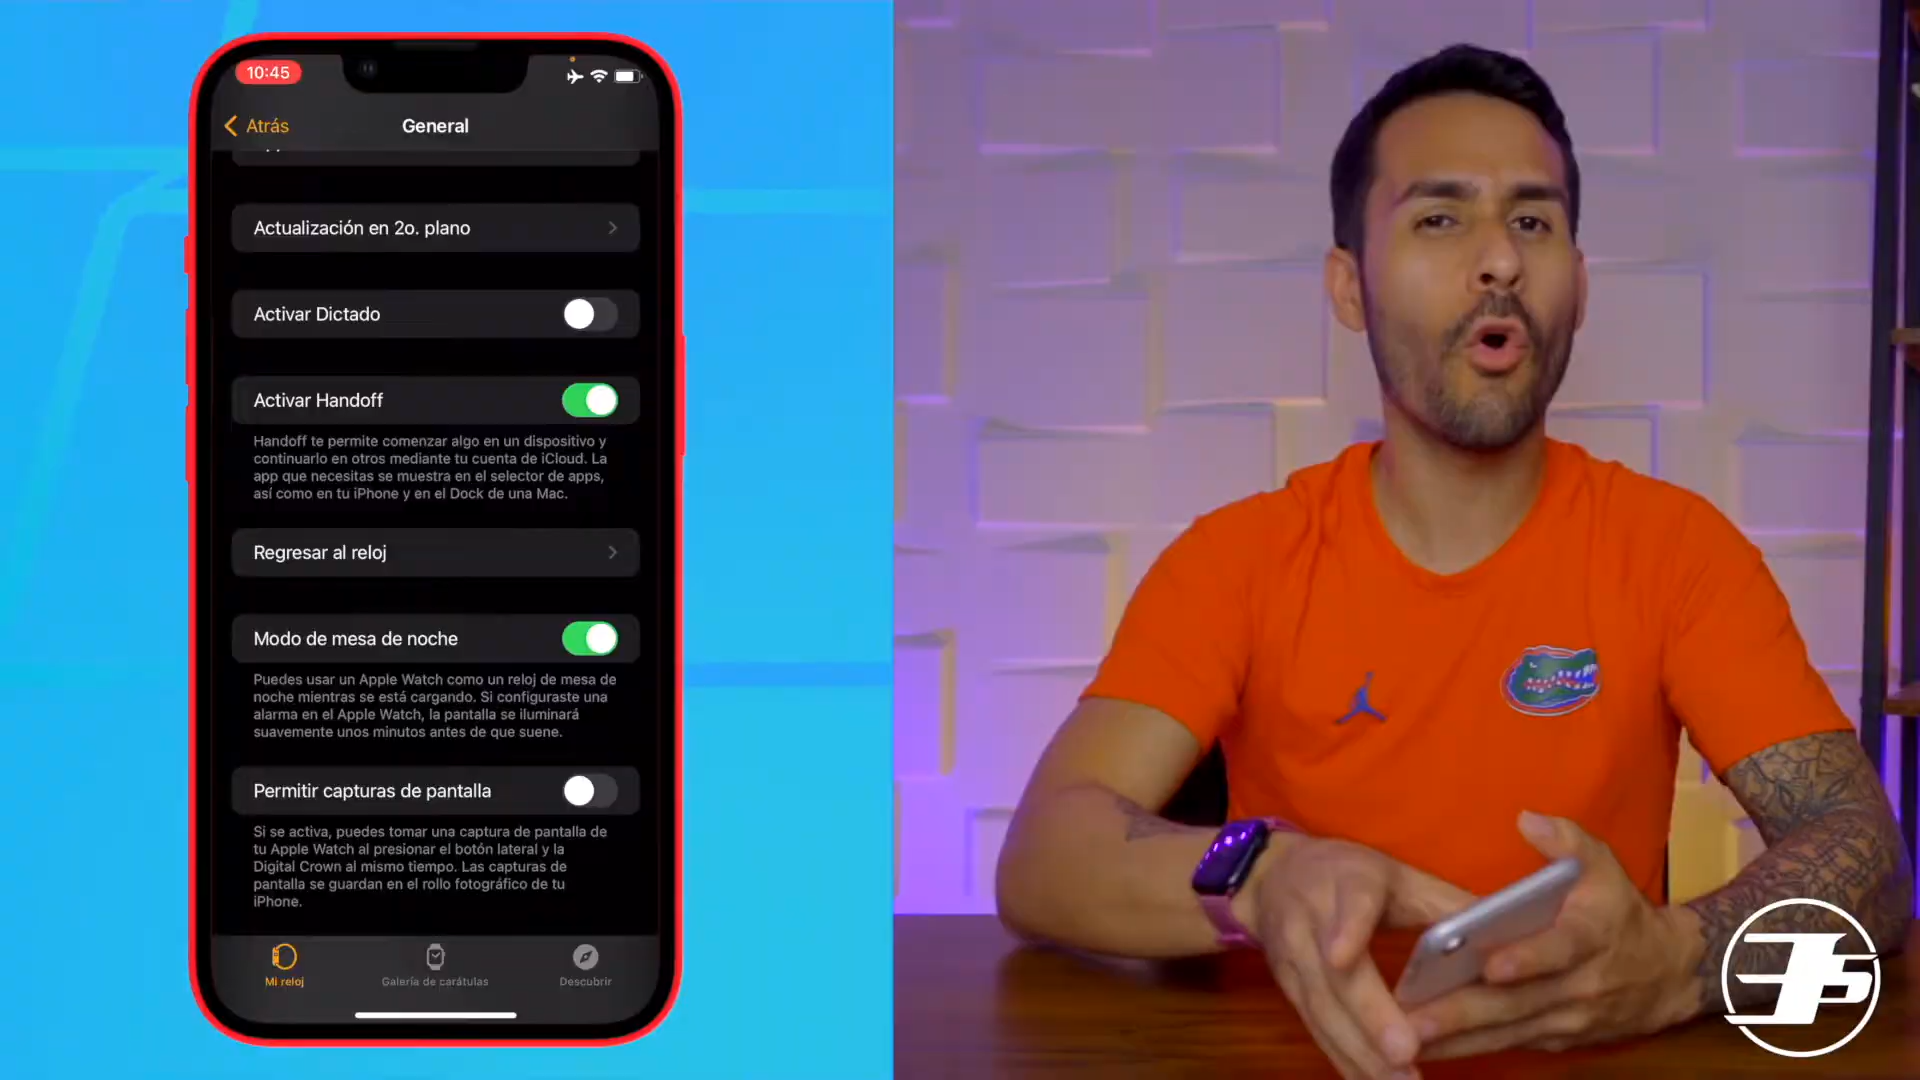 10:45
Atrás
General
Actualización en 2o. plano
Activar Dictado
Activar Handoff
Handoff te permite comenzar algo en un dispositivo y
continuarlo en otros mediante tu cuenta de iCloud. La
app que necesitas se muestra en el selector de apps,
así como en tu iPhone y en el Dock de una Mac.
Regresar al reloj
Modo de mesa de noche
Puedes usar un Apple Watch como un reloj de mesa de
noche mientras se está cargando. Si configuraste una
alarma en el Apple Watch, la pantalla se iluminará
suavemente unos minutos antes de que suene.
Permitir capturas de pantalla
Si se activa, puedes tomar una captura de pantalla de
tu Apple Watch al presionar el botón lateral y la
Digital Crown al mismo tiempo. Las capturas de
pantalla se guardan en el rollo fotográfico de tu
iPhone.
Mi reloj
Galería de carátulas
Descubrir